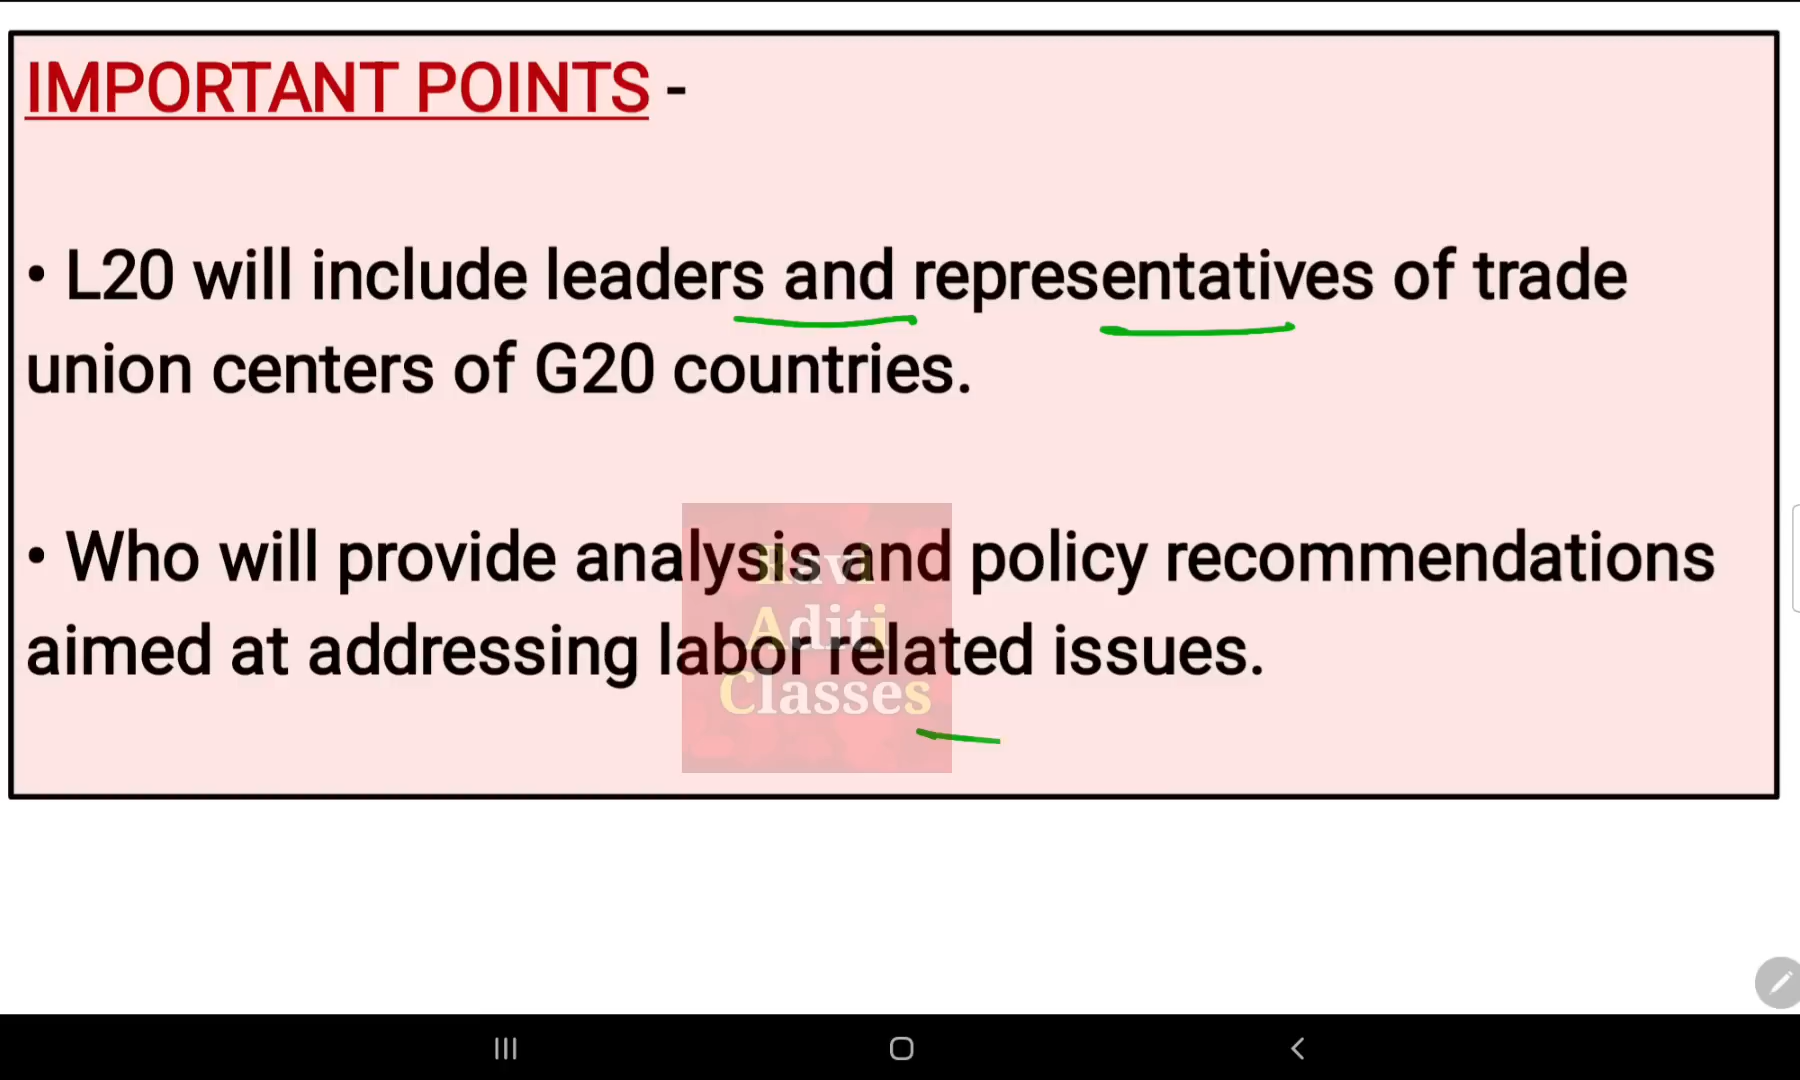 IMPORTANT POINTS -
• L20 will include leaders and representatives of trade
union centers of G20 countries.
• Who will provide analysis and policy recommendations
aimed at addressing labor related issues.
Ravi
Aditi
Classes